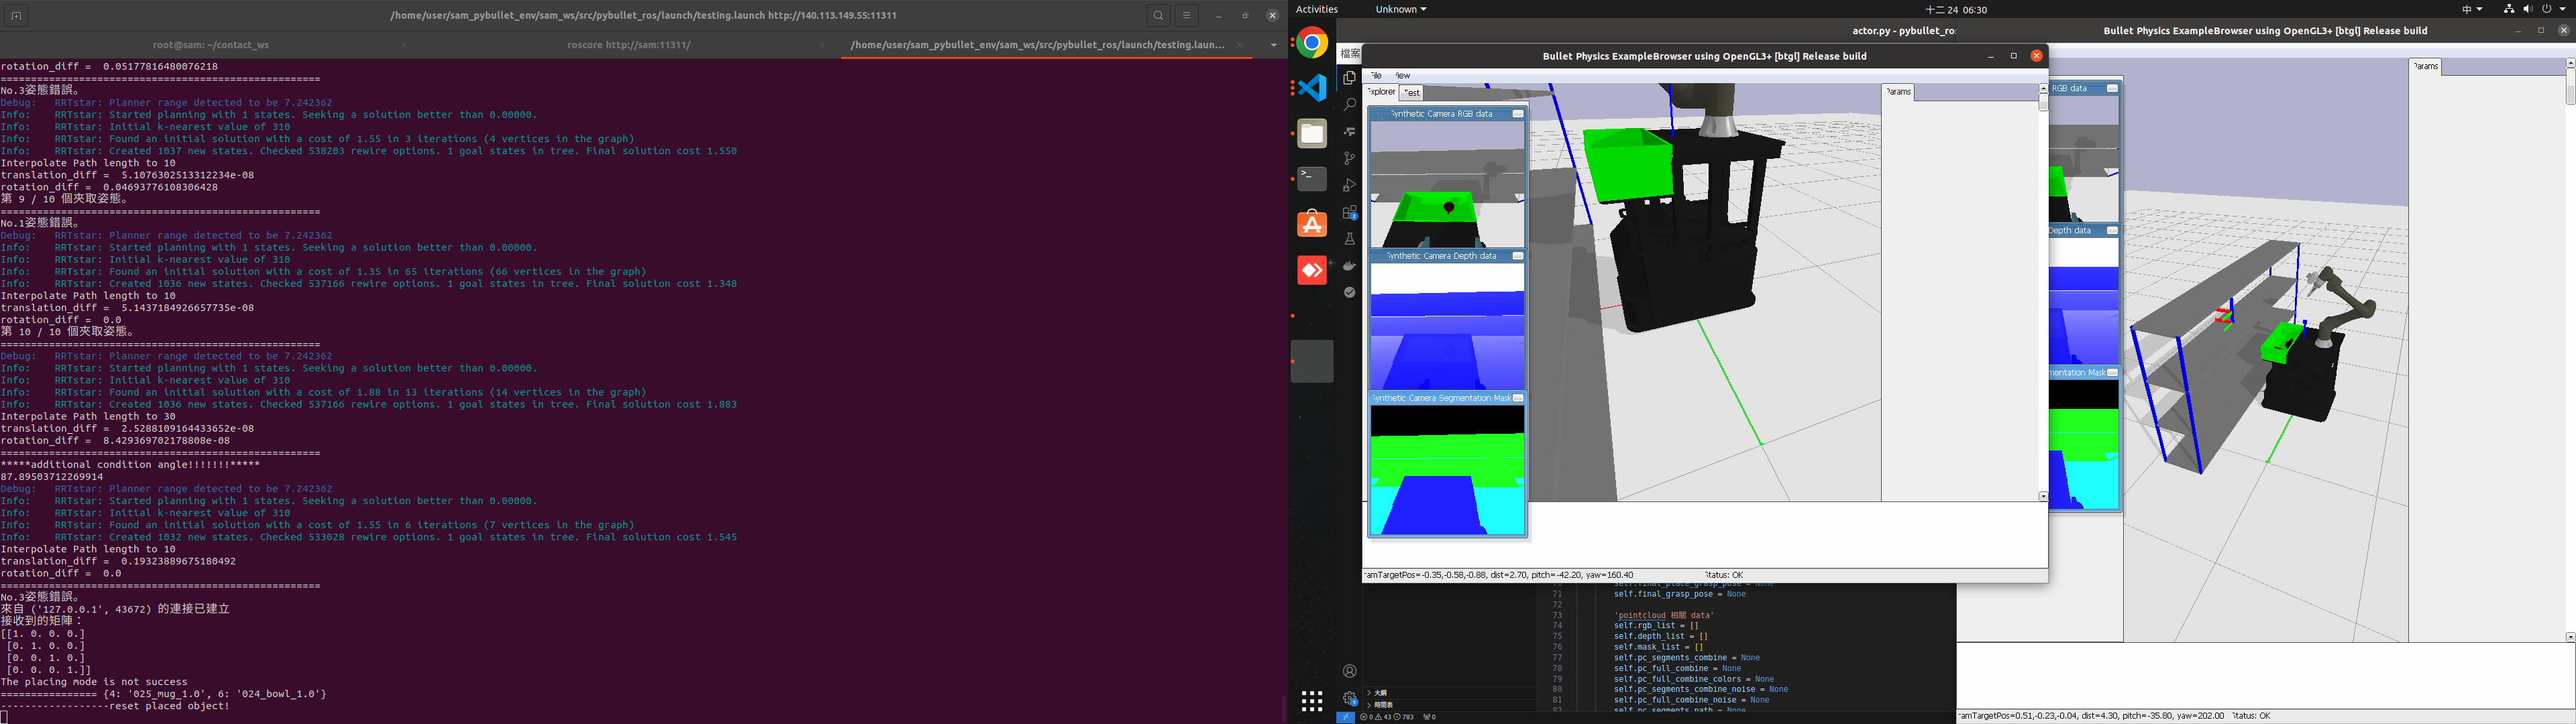 /home/user/sam_pybullet_env/sam_ws/src/pybullet_ros/launch/testing.launch http://140.113.149.55:11311
root@sam: ~/contact_ws
roscore http://sam:11311/
/home/user/sam_pybullet_env/sam_ws/src/pybullet_ros/launch/testing.laun...
rotation_diff =  0.05177816480076218
=====================================================
No.3姿態錯誤。
Debug:   RRTstar: Planner range detected to be 7.242362
Info:    RRTstar: Started planning with 1 states. Seeking a solution better than 0.00000.
Info:    RRTstar: Initial k-nearest value of 310
Info:    RRTstar: Found an initial solution with a cost of 1.55 in 3 iterations (4 vertices in the graph)
Info:    RRTstar: Created 1037 new states. Checked 538203 rewire options. 1 goal states in tree. Final solution cost 1.550
Interpolate Path length to 10
translation_diff =  5.1076302513312234e-08
rotation_diff =  0.04693776108306428
第 9 / 10 個夾取姿態。
=====================================================
No.1姿態錯誤。
Debug:   RRTstar: Planner range detected to be 7.242362
Info:    RRTstar: Started planning with 1 states. Seeking a solution better than 0.00000.
Info:    RRTstar: Initial k-nearest value of 310
Info:    RRTstar: Found an initial solution with a cost of 1.35 in 65 iterations (66 vertices in the graph)
Info:    RRTstar: Created 1036 new states. Checked 537166 rewire options. 1 goal states in tree. Final solution cost 1.348
Interpolate Path length to 10
translation_diff =  5.1437184926657735e-08
rotation_diff =  0.0
第 10 / 10 個夾取姿態。
=====================================================
Debug:   RRTstar: Planner range detected to be 7.242362
Info:    RRTstar: Started planning with 1 states. Seeking a solution better than 0.00000.
Info:    RRTstar: Initial k-nearest value of 310
Info:    RRTstar: Found an initial solution with a cost of 1.88 in 13 iterations (14 vertices in the graph)
Info:    RRTstar: Created 1036 new states. Checked 537166 rewire options. 1 goal states in tree. Final solution cost 1.883
Interpolate Path length to 30
translation_diff =  2.5288109164433652e-08
rotation_diff =  8.429369702178808e-08
=====================================================
*****additional condition angle!!!!!!!*****
87.89503712269914
Debug:   RRTstar: Planner range detected to be 7.242362
Info:    RRTstar: Started planning with 1 states. Seeking a solution better than 0.00000.
Info:    RRTstar: Initial k-nearest value of 310
Info:    RRTstar: Found an initial solution with a cost of 1.55 in 6 iterations (7 vertices in the graph)
Info:    RRTstar: Created 1032 new states. Checked 533028 rewire options. 1 goal states in tree. Final solution cost 1.545
Interpolate Path length to 10
translation_diff =  0.19323889675180492
rotation_diff =  0.0
=====================================================
No.3姿態錯誤。
來自 ('127.0.0.1', 43672) 的連接已建立
接收到的矩陣：
[[1. 0. 0. 0.]
 [0. 1. 0. 0.]
 [0. 0. 1. 0.]
 [0. 0. 0. 1.]]
The placing mode is not success
================ {4: '025_mug_1.0', 6: '024_bowl_1.0'}
------------------reset placed object!
Activities
Unknown
十二 24  06:30
中
actor.py - pybullet_ros
Bullet Physics ExampleBrowser using OpenGL3+ [btgl] Release build
檔案
Bullet Physics ExampleBrowser using OpenGL3+ [btgl] Release build
File View
Explorer Test
Params
Synthetic Camera RGB data
Synthetic Camera Depth data
Synthetic Camera Segmentation Mask
amTargetPos=-0.35,-0.58,-0.88, dist=2.70, pitch=-42.20, yaw=160.40
Status: OK
Params
RGB data
Depth data
mentation Mask
70 self.final_place_grasp_pose = None
71 self.final_grasp_pose = None
72
73 'pointcloud 相關 data'
74 self.rgb_list = []
75 self.depth_list = []
76 self.mask_list = []
77 self.pc_segments_combine = None
78 self.pc_full_combine = None
79 self.pc_full_combine_colors = None
80 self.pc_segments_combine_noise = None
81 self.pc_full_combine_noise = None
82 self.pc_segments_path = None
大綱
時間表
0 43 783 0
amTargetPos=0.51,-0.23,-0.04, dist=4.30, pitch=-35.80, yaw=202.00
Status: OK